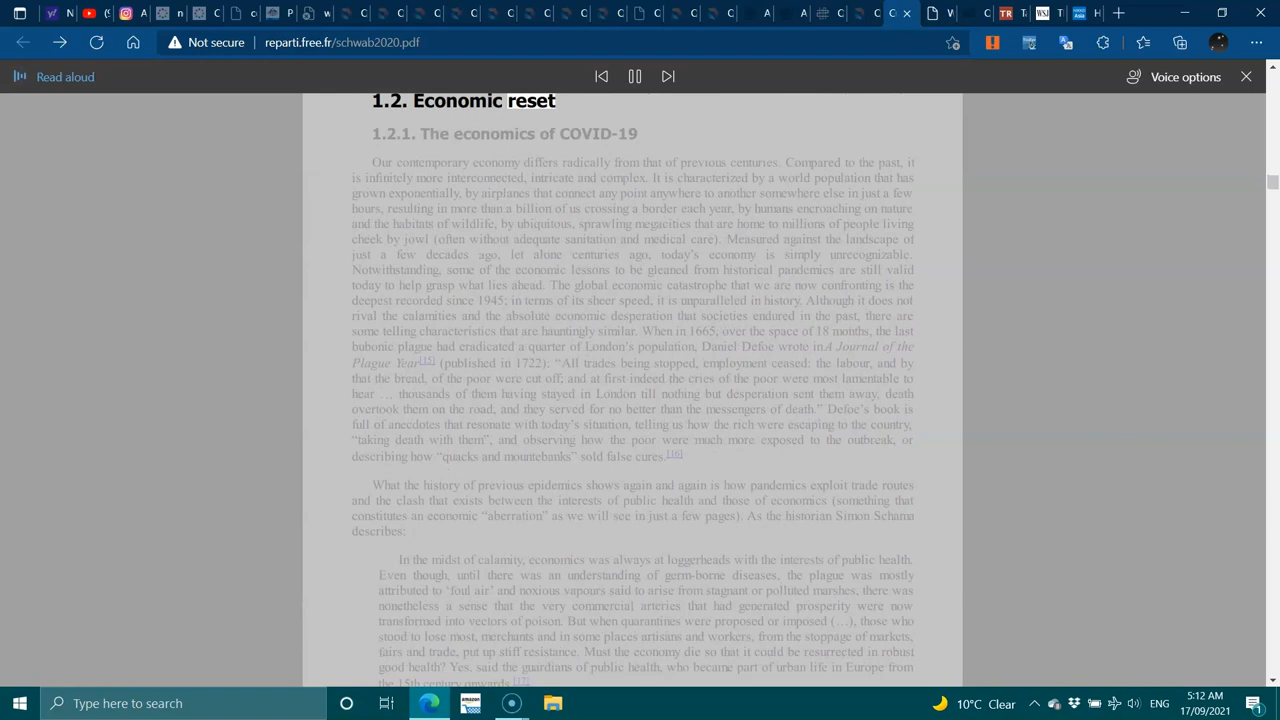 Not secure
reparti.free.fr/schwab2020.pdf
Read aloud
Voice options
1.2. Economic reset
1.2.1. The economics of COVID-19
Our contemporary economy differs radically from that of previous centuries. Compared to the past, it
is infinitely more interconnected, intricate and complex. It is characterized by a world population that has
grown exponentially, by airplanes that connect any point anywhere to another somewhere else in just a few
hours, resulting in more than a billion of us crossing a border each year, by humans encroaching on nature
and the habitats of wildlife, by ubiquitous, sprawling megacities that are home to millions of people living
cheek by jowl (often without adequate sanitation and medical care). Measured against the landscape of
just a few decades ago, let alone centuries ago, today’s economy is simply unrecognizable.
Notwithstanding, some of the economic lessons to be gleaned from historical pandemics are still valid
today to help grasp what lies ahead. The global economic catastrophe that we are now confronting is the
deepest recorded since 1945; in terms of its sheer speed, it is unparalleled in history. Although it does not
rival the calamities and the absolute economic desperation that societies endured in the past, there are
some telling characteristics that are hauntingly similar. When in 1665, over the space of 18 months, the last
bubonic plague had eradicated a quarter of London’s population, Daniel Defoe wrote in A Journal of the
Plague Year[15] (published in 1722): “All trades being stopped, employment ceased: the labour, and by
that the bread, of the poor were cut off; and at first indeed the cries of the poor were most lamentable to
hear … thousands of them having stayed in London till nothing but desperation sent them away, death
overtook them on the road, and they served for no better than the messengers of death.” Defoe’s book is
full of anecdotes that resonate with today’s situation, telling us how the rich were escaping to the country,
“taking death with them”, and observing how the poor were much more exposed to the outbreak, or
describing how “quacks and mountebanks” sold false cures.[16]
What the history of previous epidemics shows again and again is how pandemics exploit trade routes
and the clash that exists between the interests of public health and those of economics (something that
constitutes an economic “aberration” as we will see in just a few pages). As the historian Simon Schama
describes:
In the midst of calamity, economics was always at loggerheads with the interests of public health.
Even though, until there was an understanding of germ-borne diseases, the plague was mostly
attributed to ‘foul air’ and noxious vapours said to arise from stagnant or polluted marshes, there was
nonetheless a sense that the very commercial arteries that had generated prosperity were now
transformed into vectors of poison. But when quarantines were proposed or imposed (…), those who
stood to lose most, merchants and in some places artisans and workers, from the stoppage of markets,
fairs and trade, put up stiff resistance. Must the economy die so that it could be resurrected in robust
good health? Yes, said the guardians of public health, who became part of urban life in Europe from
the 15th century onwards.[17]
Type here to search
10°C Clear
5:12 AM
17/09/2021